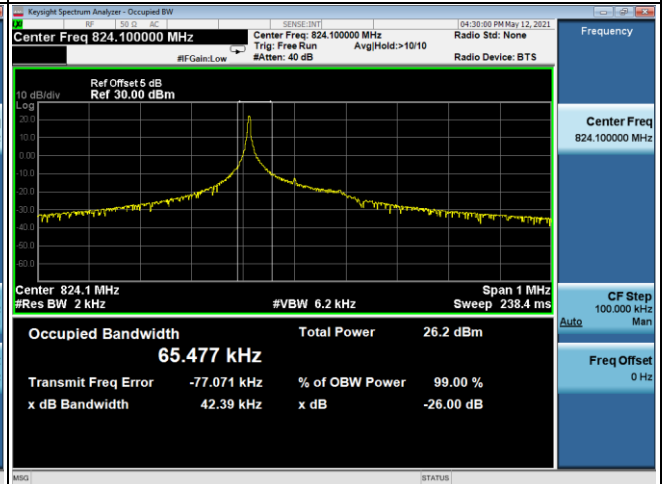 Keysight Spectrum Analyzer - Occupied BW
RF 50 Ω AC SENSE:INT 04:30:00 PM May 12, 2021
Center Freq 824.100000 MHz
Center Freq: 824.100000 MHz
Radio Std: None
Trig: Free Run Avg|Hold:>10/10
#IFGain:Low #Atten: 40 dB Radio Device: BTS
Frequency
Ref Offset 5 dB
10 dB/div Ref 30.00 dBm
Log
20.0
10.0
0.00
-10.0
-20.0
-30.0
-40.0
-50.0
-60.0
Center 824.1 MHz Span 1 MHz
#Res BW 2 kHz #VBW 6.2 kHz Sweep 238.4 ms
Occupied Bandwidth Total Power 26.2 dBm
65.477 kHz
Transmit Freq Error -77.071 kHz % of OBW Power 99.00 %
x dB Bandwidth 42.39 kHz x dB -26.00 dB
Center Freq
824.100000 MHz
CF Step
100.000 kHz
Auto Man
Freq Offset
0 Hz
MSG STATUS